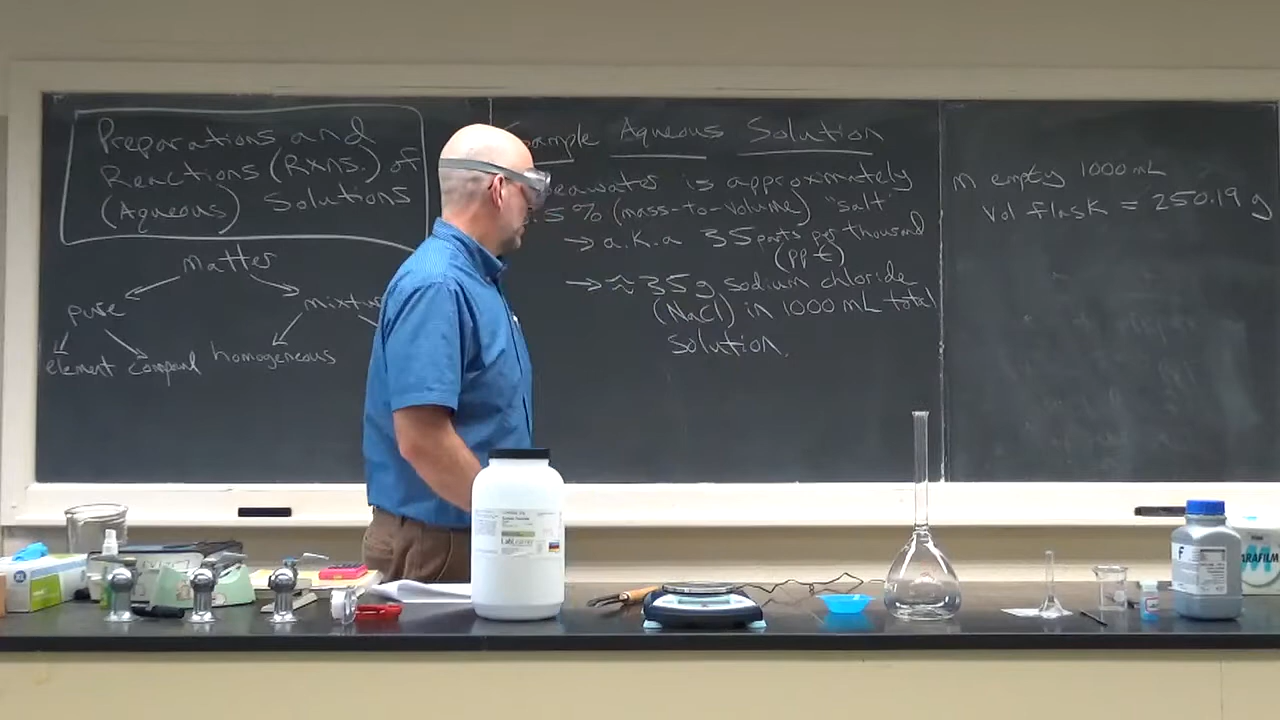 Preparations and
Reactions (Rxns.) of
(Aqueous) Solutions
Matter
pure
element compound homogeneous
Aqueous Solution
is approximately
(mass-to-volume) "salt"
→ a.k.a 35 parts per thousand
(ppt)
→ ≈ 35 g sodium chloride
(NaCl) in 1000 mL total
Solution.
m empty 1000 mL
vol flask = 250.19 g
F